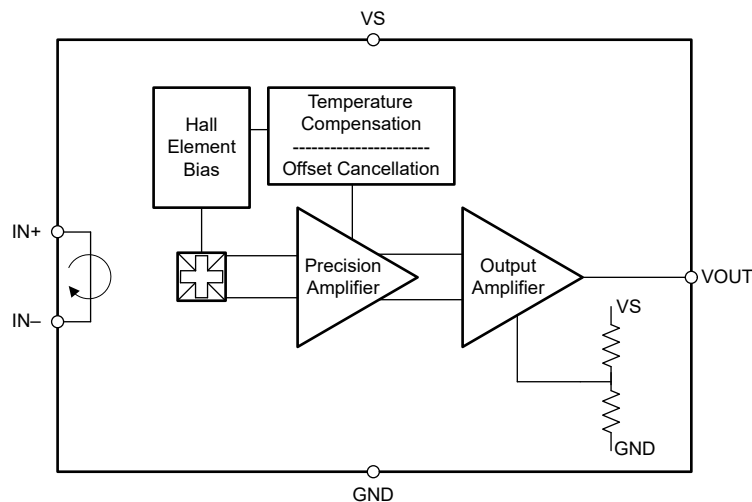 VS
Hall
Element
Bias
Temperature
Compensation
----------------------
Offset Cancellation
IN+
IN–
Precision
Amplifier
Output
Amplifier
VOUT
VS
GND
GND